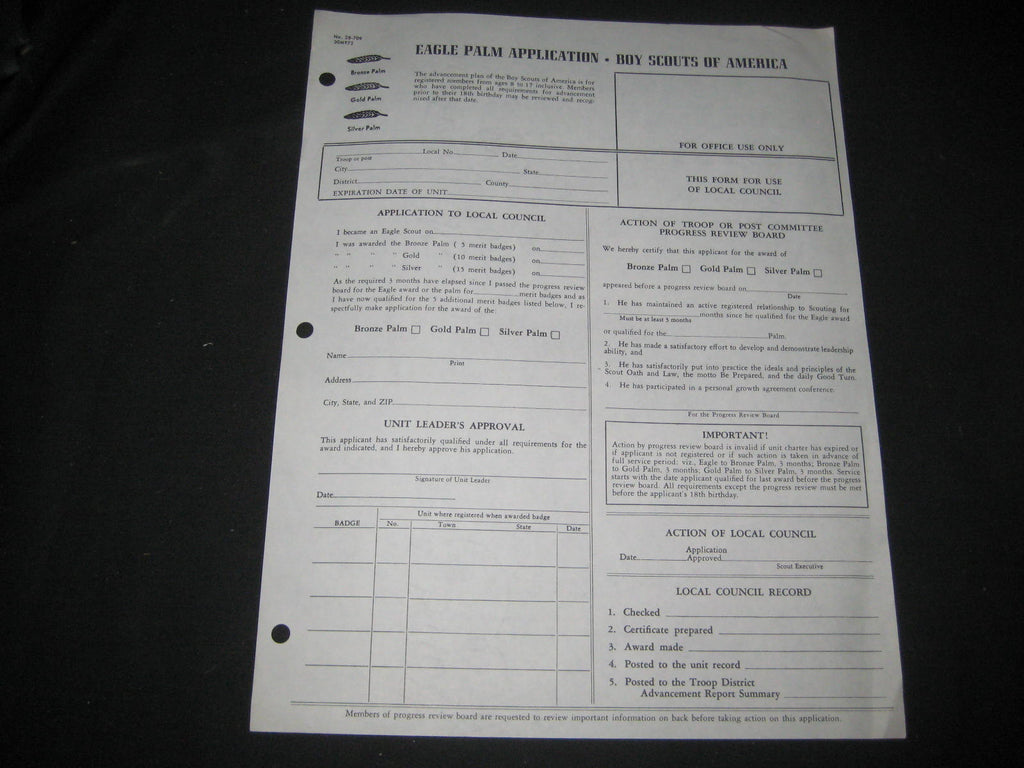 No. 28-706
EAGLE PALM APPLICATION • BOY SCOUTS OF AMERICA
Bronze Palm
Gold Palm
Silver Palm
The advancement plan of the Boy Scouts of America is for
registered members from ages 8 to 17 inclusive. Members
who have completed all requirements for advancement
prior to their 18th birthday may be reviewed and recog-
nized after that date.
FOR OFFICE USE ONLY
THIS FORM FOR USE
OF LOCAL COUNCIL
Local No. Date
Troop or post
City State
District County
EXPIRATION DATE OF UNIT
APPLICATION TO LOCAL COUNCIL
I became an Eagle Scout on
I was awarded the Bronze Palm ( 5 merit badges) on
" " " " Gold " (10 merit badges) on
" " " " Silver " (15 merit badges) on
As the required 3 months have elapsed since I passed the progress review
board for the Eagle award or the palm for merit badges and as
I have now qualified for the 5 additional merit badges listed below, I re-
spectfully make application for the award of the:
Bronze Palm Gold Palm Silver Palm
Name
Print
Address
City, State, and ZIP
UNIT LEADER'S APPROVAL
This applicant has satisfactorily qualified under all requirements for the
award indicated, and I hereby approve his application.
Signature of Unit Leader
Date
Unit where registered when awarded badge
BADGE No. Town State Date
ACTION OF TROOP OR POST COMMITTEE
PROGRESS REVIEW BOARD
We hereby certify that this applicant for the award of
Bronze Palm Gold Palm Silver Palm
appeared before a progress review board on
Date
1. He has maintained an active registered relationship to Scouting for
months since he qualified for the Eagle award
Must be at least 3 months
or qualified for the Palm.
2. He has made a satisfactory effort to develop and demonstrate leadership
ability, and
3. He has satisfactorily put into practice the ideals and principles of the
Scout Oath and Law, the motto Be Prepared, and the daily Good Turn.
4. He has participated in a personal growth agreement conference.
For the Progress Review Board
IMPORTANT!
Action by progress review board is invalid if unit charter has expired or
if applicant is not registered or if such action is taken in advance of
full service period: viz., Eagle to Bronze Palm, 3 months; Bronze Palm
to Gold Palm, 3 months; Gold Palm to Silver Palm, 3 months. Service
starts with the date applicant qualified for last award before the progress
review board. All requirements except the progress review must be met
before the applicant's 18th birthday.
ACTION OF LOCAL COUNCIL
Application
Date Approved
Scout Executive
LOCAL COUNCIL RECORD
1. Checked
2. Certificate prepared
3. Award made
4. Posted to the unit record
5. Posted to the Troop District
Advancement Report Summary
Members of progress review board are requested to review important information on back before taking action on this application.